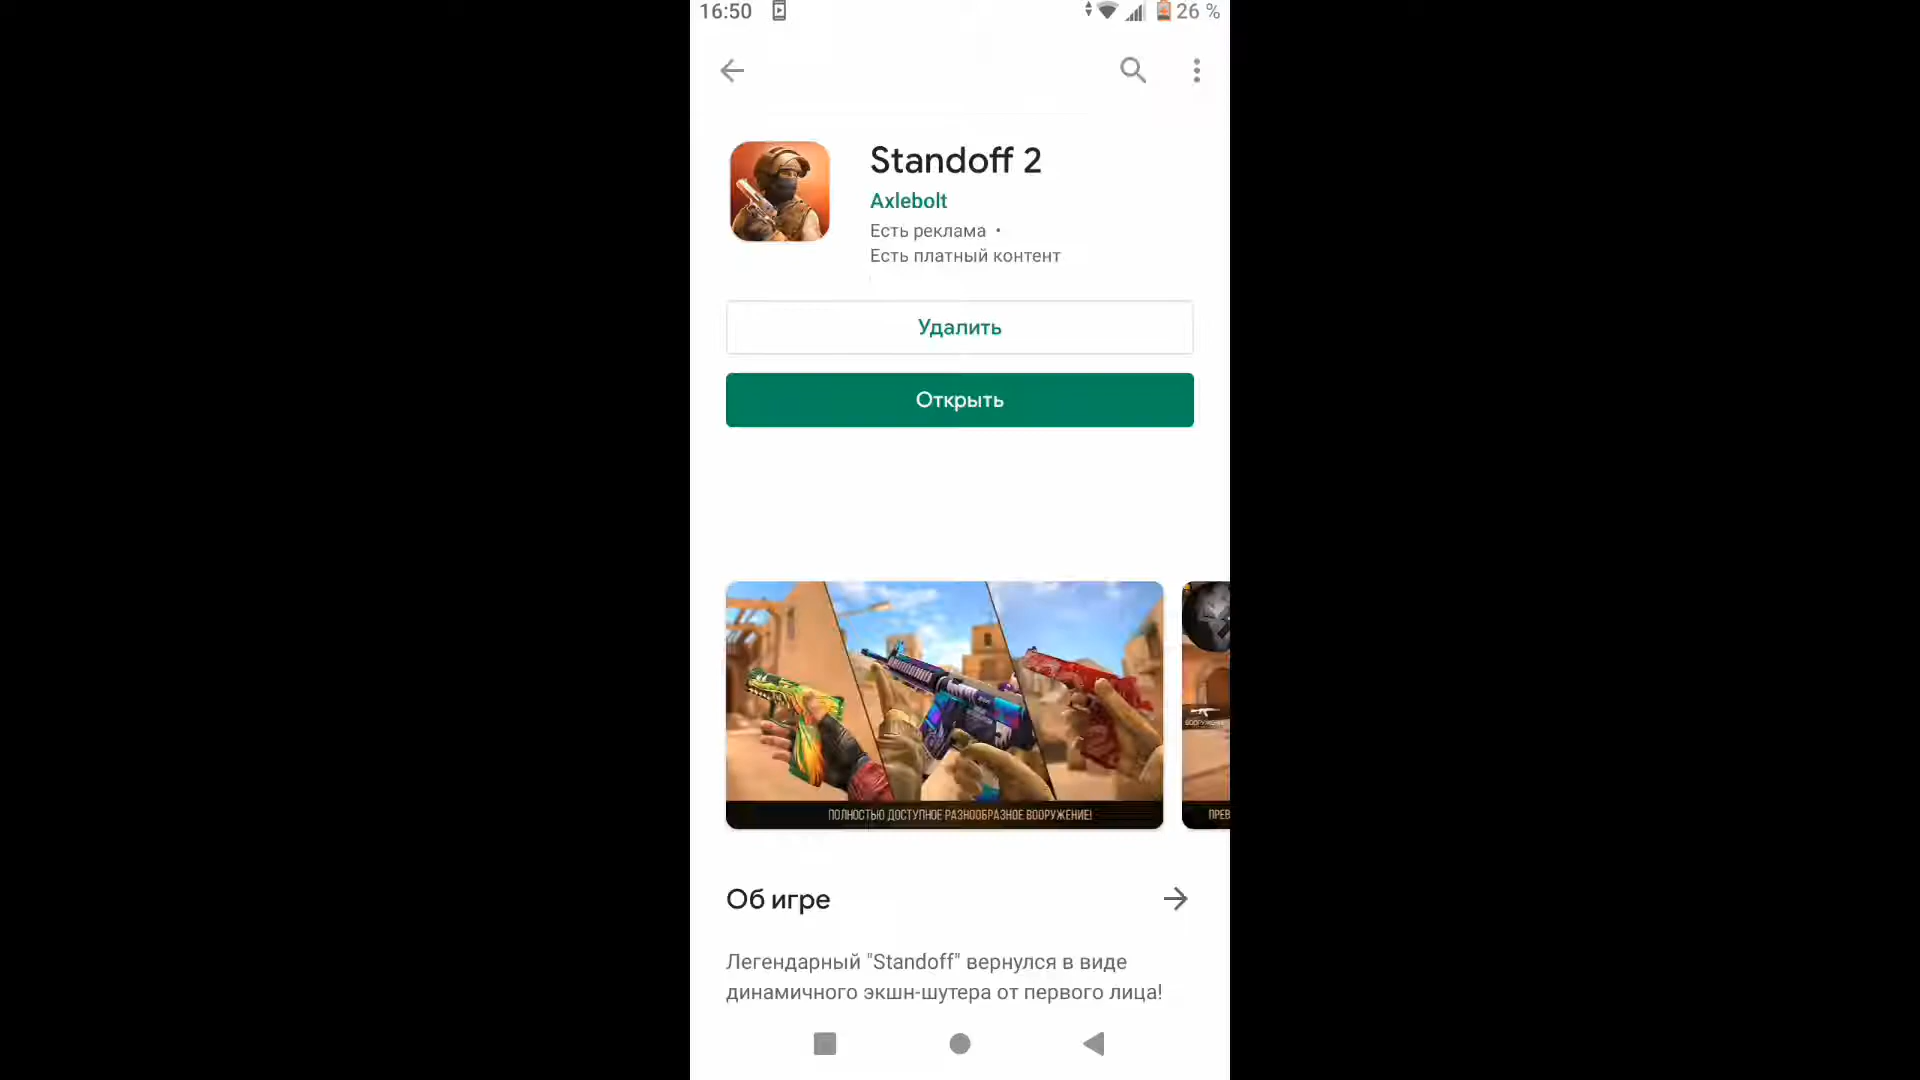 16:50
26 %
Standoff 2
Axlebolt
Есть реклама •
Есть платный контент
Удалить
Открыть
ПОЛНОСТЬЮ ДОСТУПНОЕ РАЗНООБРАЗНОЕ ВООРУЖЕНИЕ!
ПРЕВ
Об игре
Легендарный "Standoff" вернулся в виде
динамичного экшн-шутера от первого лица!